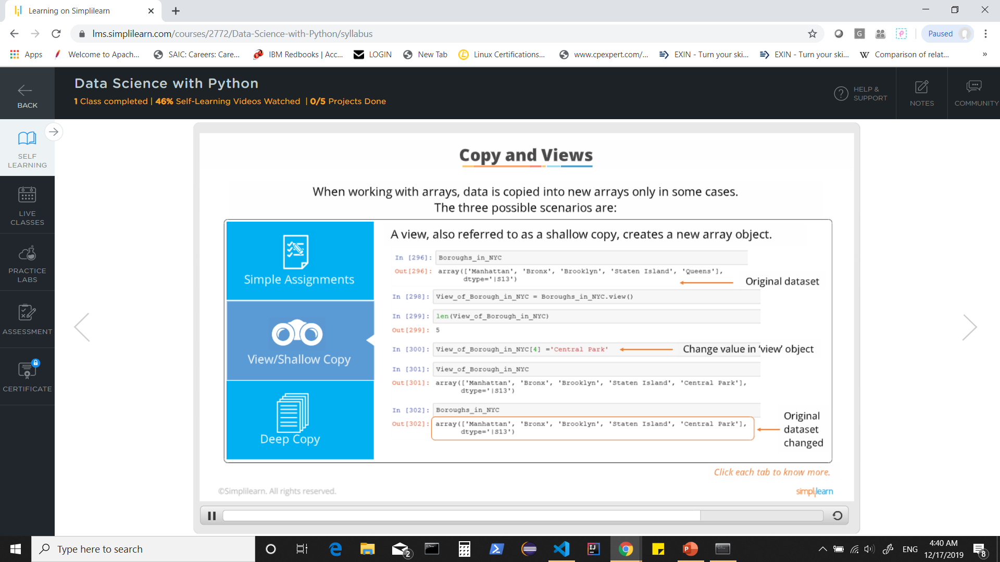 Learning on Simplilearn
lms.simplilearn.com/courses/2772/Data-Science-with-Python/syllabus
Paused
Apps
Welcome to Apach...
SAIC: Careers: Care...
IBM Redbooks | Acc...
LOGIN
New Tab
Linux Certifications...
www.cpexpert.com/...
EXIN - Turn your ski...
EXIN - Turn your ski...
Comparison of relat...
»
BACK
Data Science with Python
1 Class completed | 46% Self-Learning Videos Watched | 0/5 Projects Done
HELP &
SUPPORT
NOTES
COMMUNITY
SELF
LEARNING
LIVE
CLASSES
PRACTICE
LABS
ASSESSMENT
CERTIFICATE
Copy and Views
When working with arrays, data is copied into new arrays only in some cases.
The three possible scenarios are:
Simple Assignments
View/Shallow Copy
Deep Copy
A view, also referred to as a shallow copy, creates a new array object.
In [296]: Boroughs_in_NYC
Out[296]: array(['Manhattan', 'Bronx', 'Brooklyn', 'Staten Island', 'Queens'],
dtype='|S13')
Original dataset
In [298]: View_of_Borough_in_NYC = Boroughs_in_NYC.view()
In [299]: len(View_of_Borough_in_NYC)
Out[299]: 5
In [300]: View_of_Borough_in_NYC[4] ='Central Park'
Change value in ‘view’ object
In [301]: View_of_Borough_in_NYC
Out[301]: array(['Manhattan', 'Bronx', 'Brooklyn', 'Staten Island', 'Central Park'],
dtype='|S13')
In [302]: Boroughs_in_NYC
Out[302]: array(['Manhattan', 'Bronx', 'Brooklyn', 'Staten Island', 'Central Park'],
dtype='|S13')
Original
dataset
changed
Click each tab to know more.
©Simplilearn. All rights reserved.
simplilearn
Type here to search
2
ENG
4:40 AM
12/17/2019
8